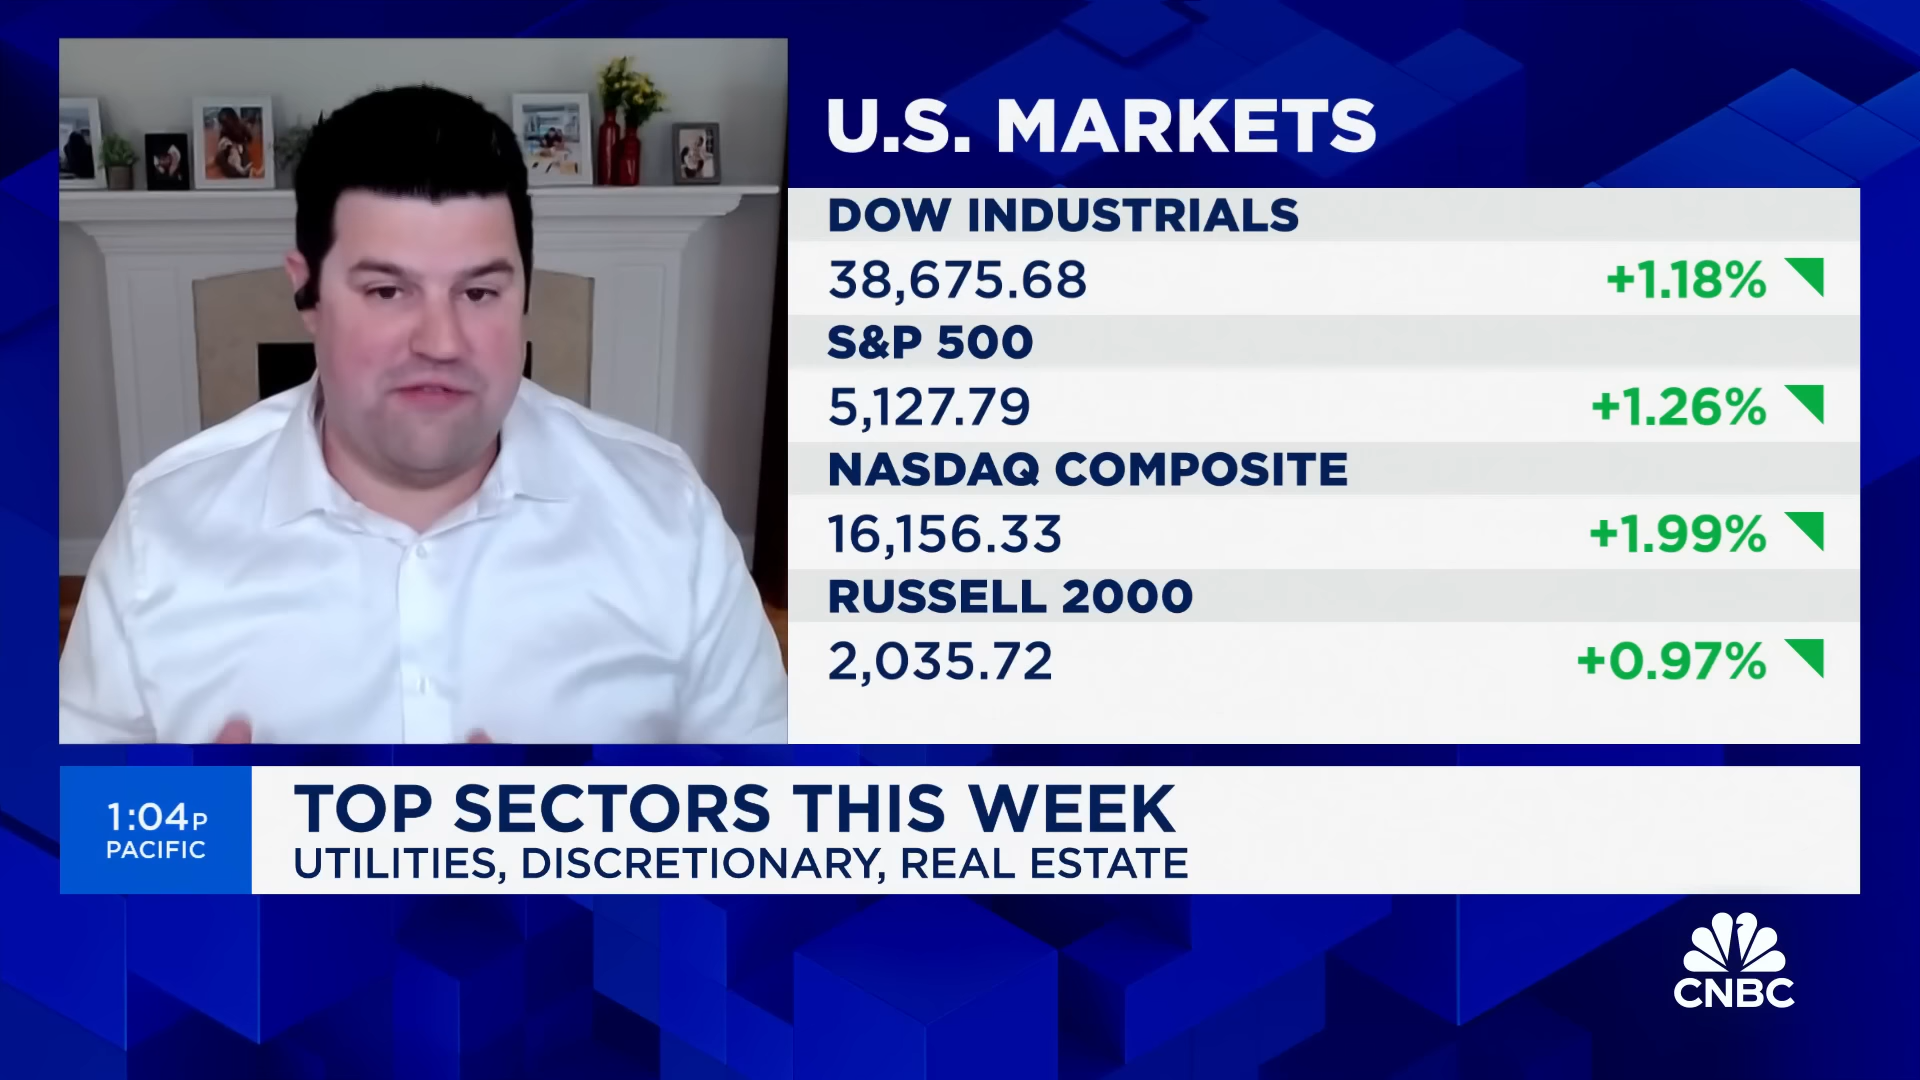 U.S. MARKETS
DOW INDUSTRIALS
38,675.68 +1.18%
S&P 500
5,127.79 +1.26%
NASDAQ COMPOSITE
16,156.33 +1.99%
RUSSELL 2000
2,035.72 +0.97%
1:04P
PACIFIC
TOP SECTORS THIS WEEK
UTILITIES, DISCRETIONARY, REAL ESTATE
CNBC